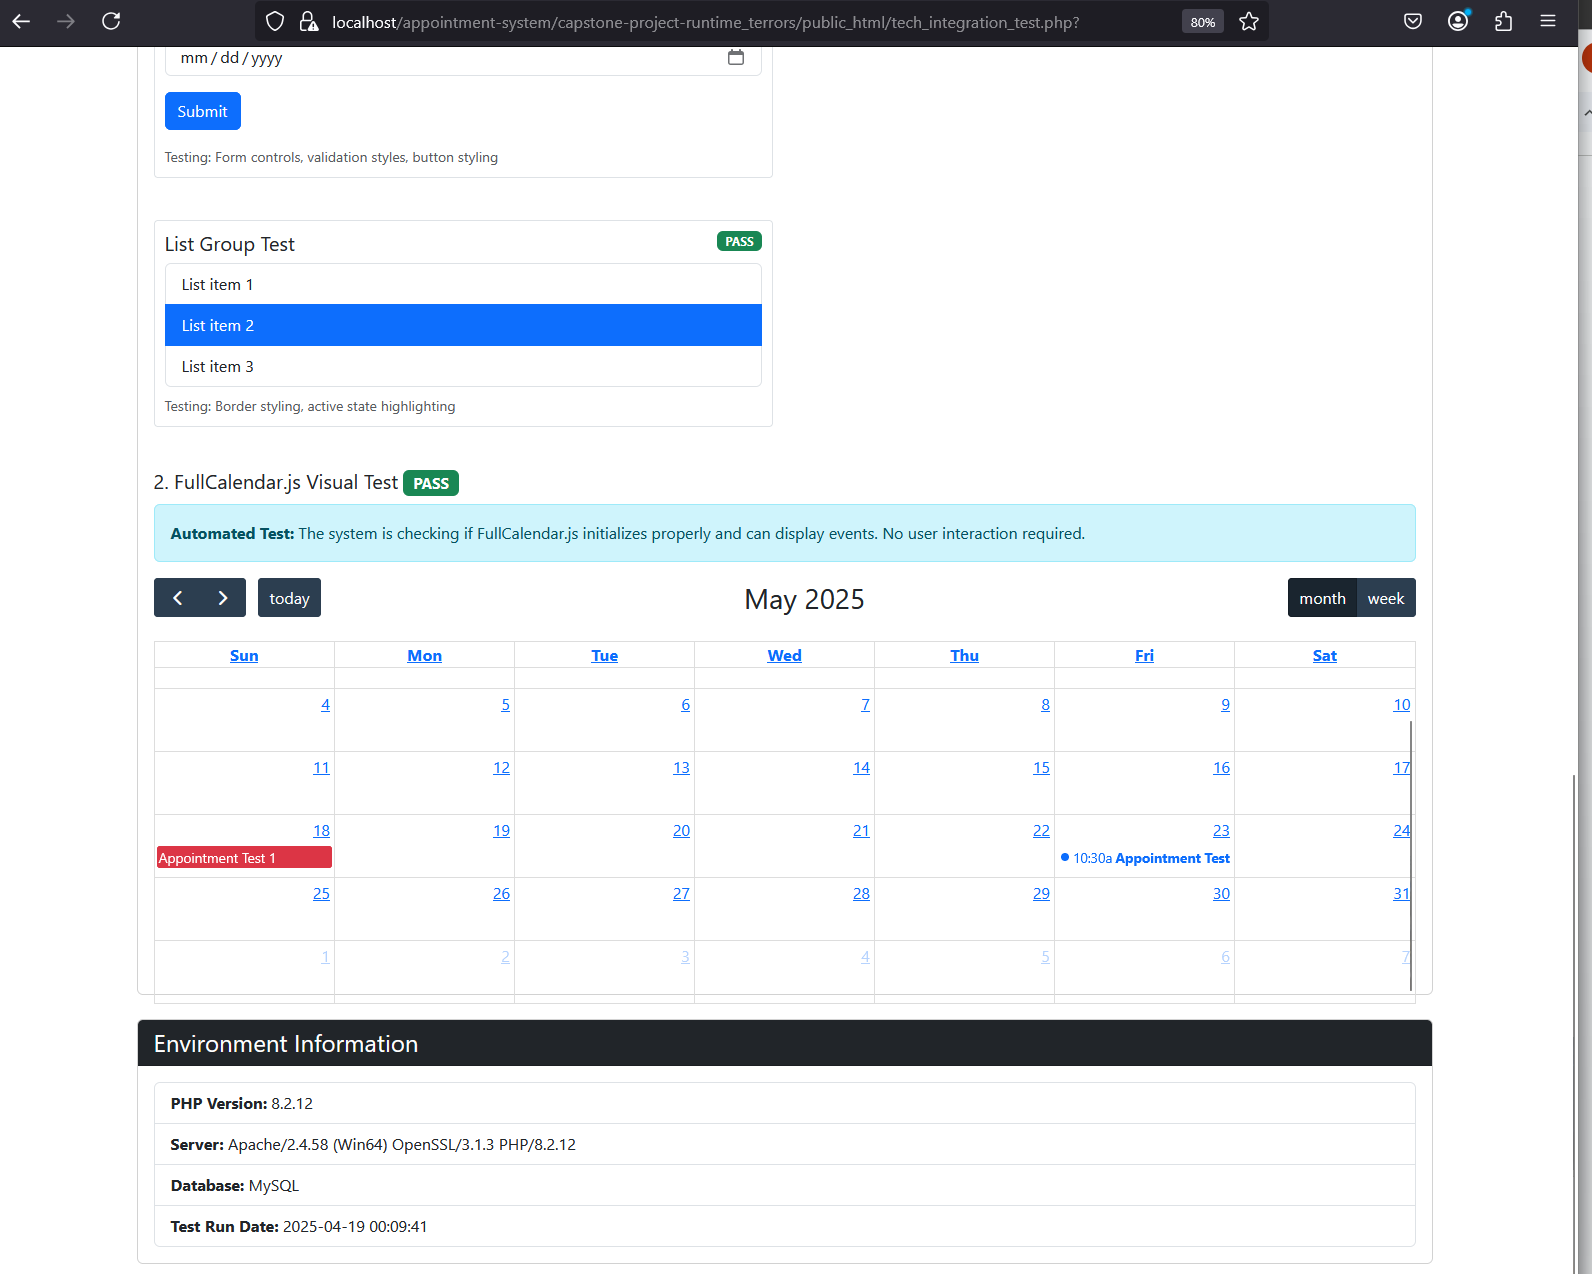 localhost/appointment-system/capstone-project-runtime_terrors/public_html/tech_integration_test.php?
80%
mm / dd / yyyy
Submit
Testing: Form controls, validation styles, button styling
List Group Test
PASS
List item 1
List item 2
List item 3
Testing: Border styling, active state highlighting
2. FullCalendar.js Visual Test PASS
Automated Test: The system is checking if FullCalendar.js initializes properly and can display events. No user interaction required.
today
May 2025
month week
Sun Mon Tue Wed Thu Fri Sat
4 5 6 7 8 9 10
11 12 13 14 15 16 17
18 19 20 21 22 23 24
Appointment Test 1
10:30a Appointment Test
25 26 27 28 29 30 31
1 2 3 4 5 6 7
Environment Information
PHP Version: 8.2.12
Server: Apache/2.4.58 (Win64) OpenSSL/3.1.3 PHP/8.2.12
Database: MySQL
Test Run Date: 2025-04-19 00:09:41